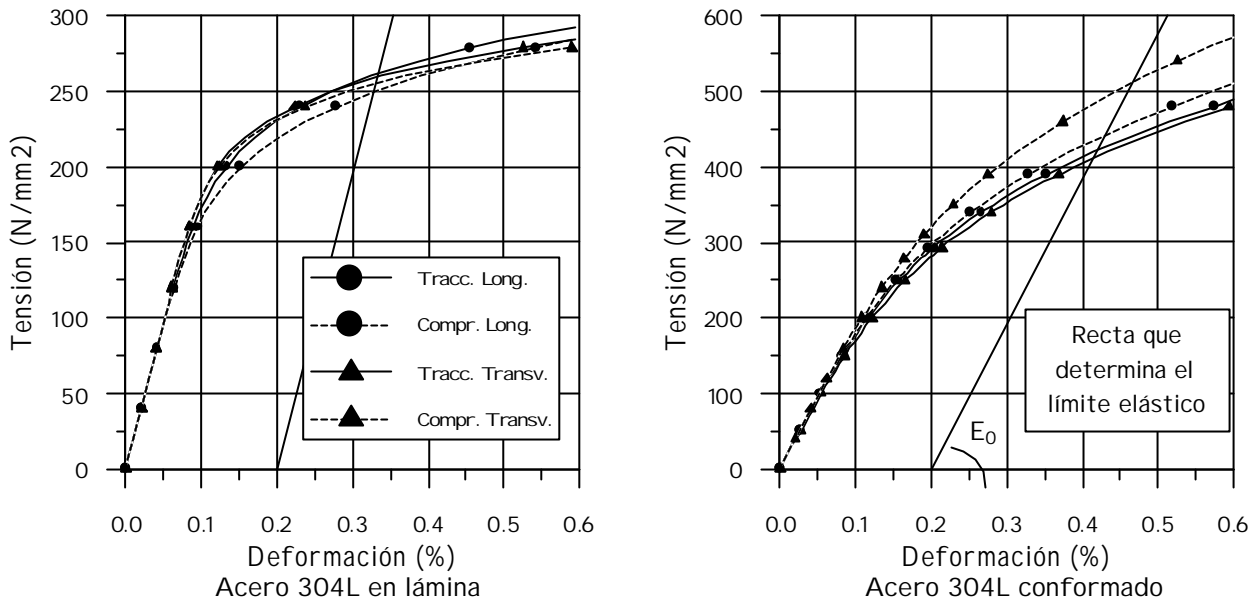 300
250
200
150
100
50
0
Tensión (N/mm2)
0.0 0.1 0.2 0.3 0.4 0.5 0.6
Deformación (%)
Acero 304L en lámina
Tracc. Long.
Compr. Long.
Tracc. Transv.
Compr. Transv.
600
500
400
300
200
100
0
Tensión (N/mm2)
0.0 0.1 0.2 0.3 0.4 0.5 0.6
Deformación (%)
Acero 304L conformado
Recta que
determina el
límite elástico
E0